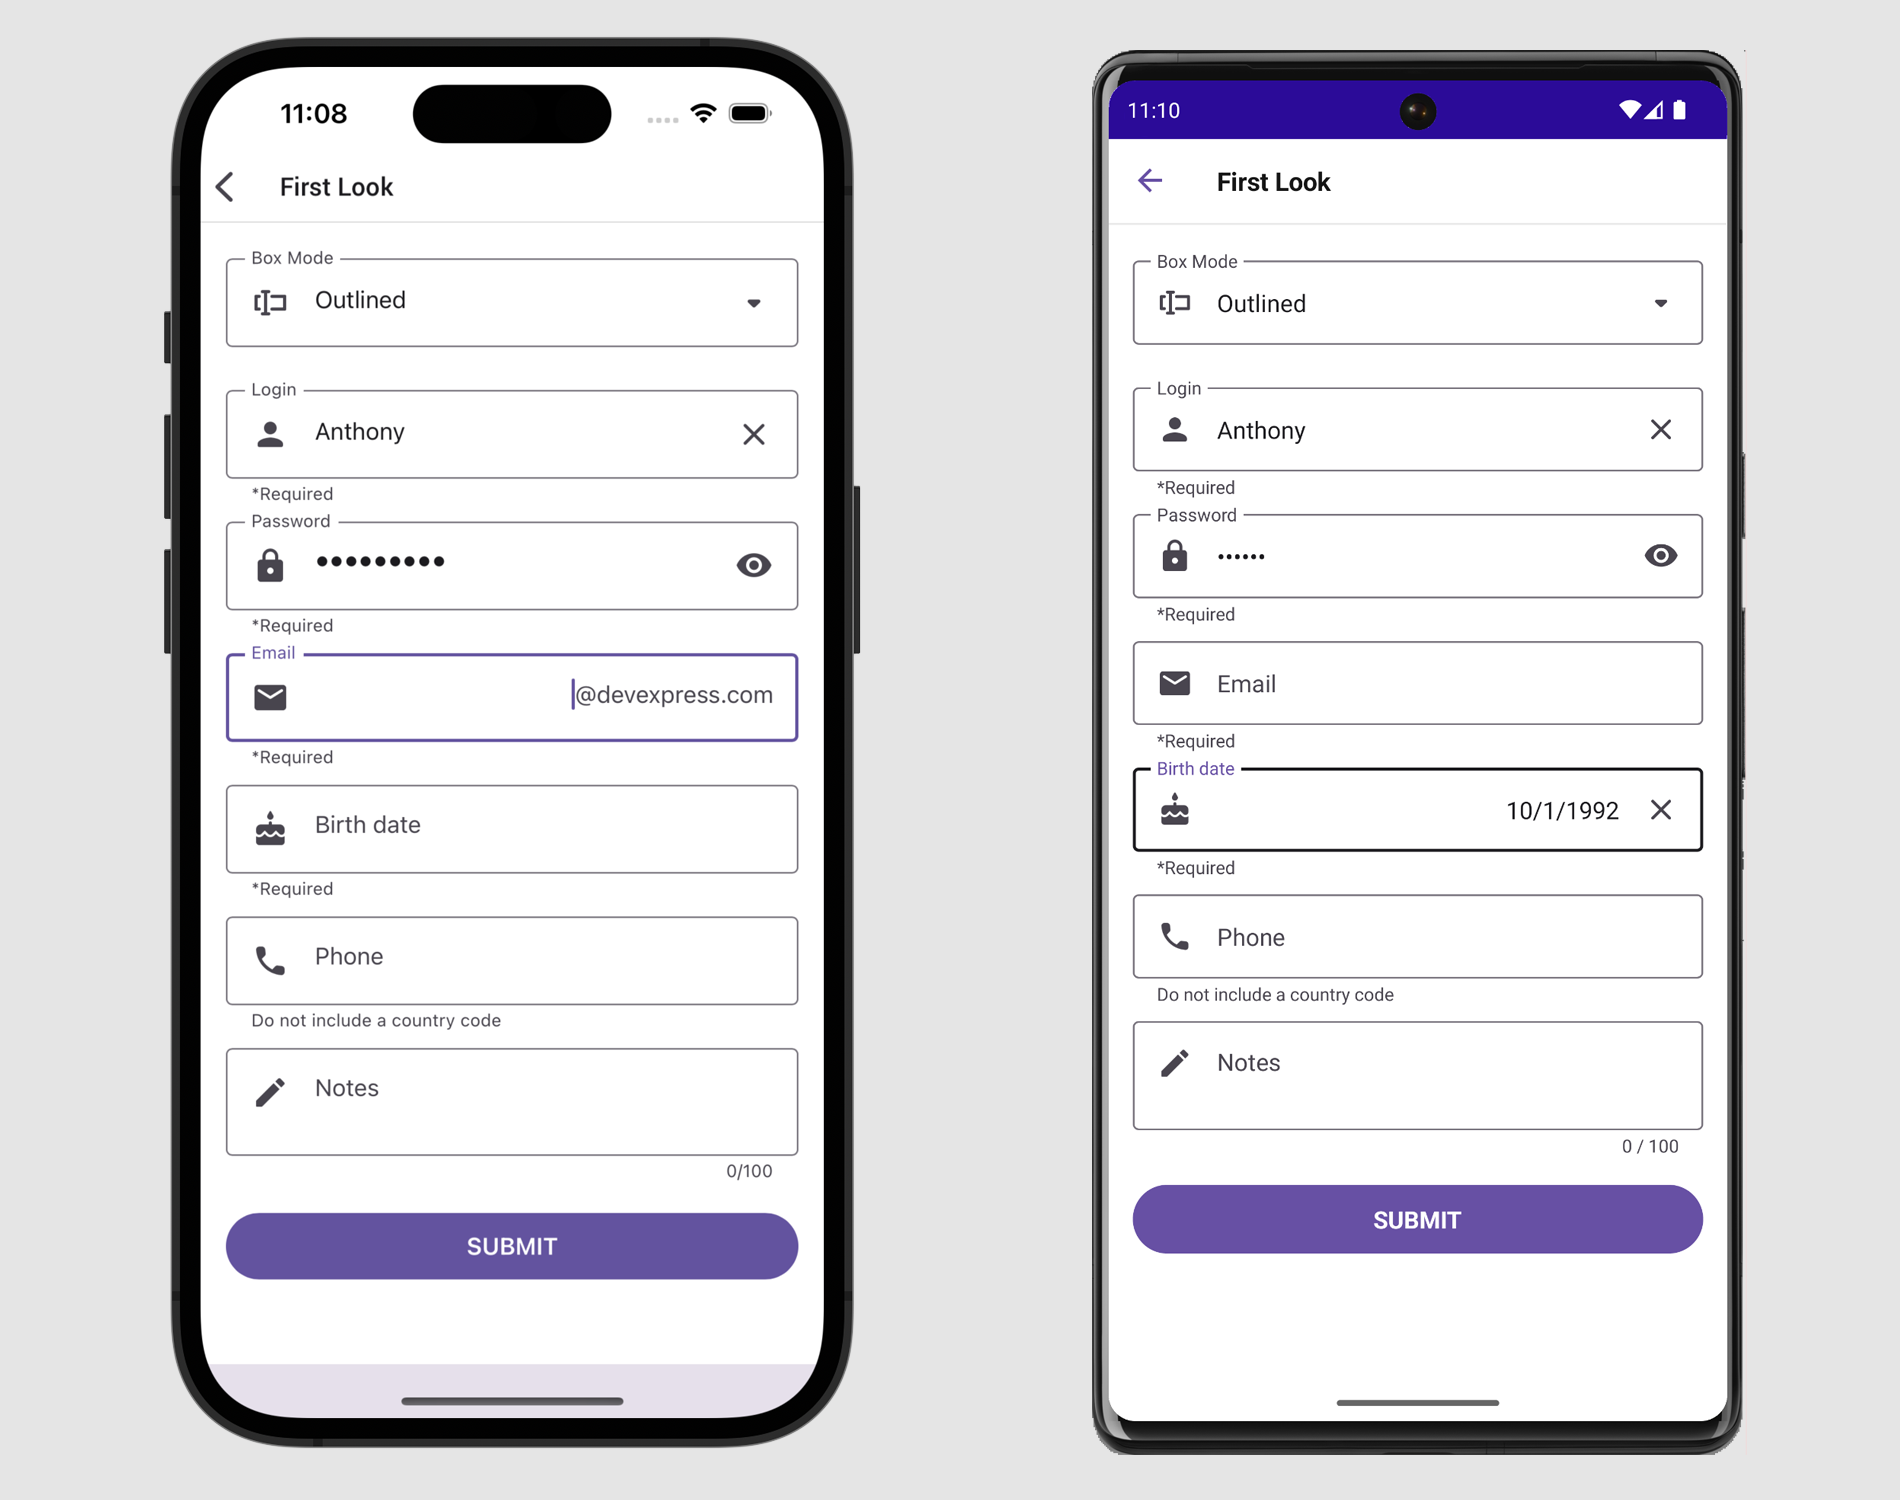 11:08
First Look
Box Mode
Outlined
Login
Anthony
*Required
Password
•••••••••
*Required
Email
@devexpress.com
*Required
Birth date
*Required
Phone
Do not include a country code
Notes
0/100
SUBMIT
11:10
First Look
Box Mode
Outlined
Login
Anthony
*Required
Password
••••••
*Required
Email
*Required
Birth date
10/1/1992
*Required
Phone
Do not include a country code
Notes
0 / 100
SUBMIT